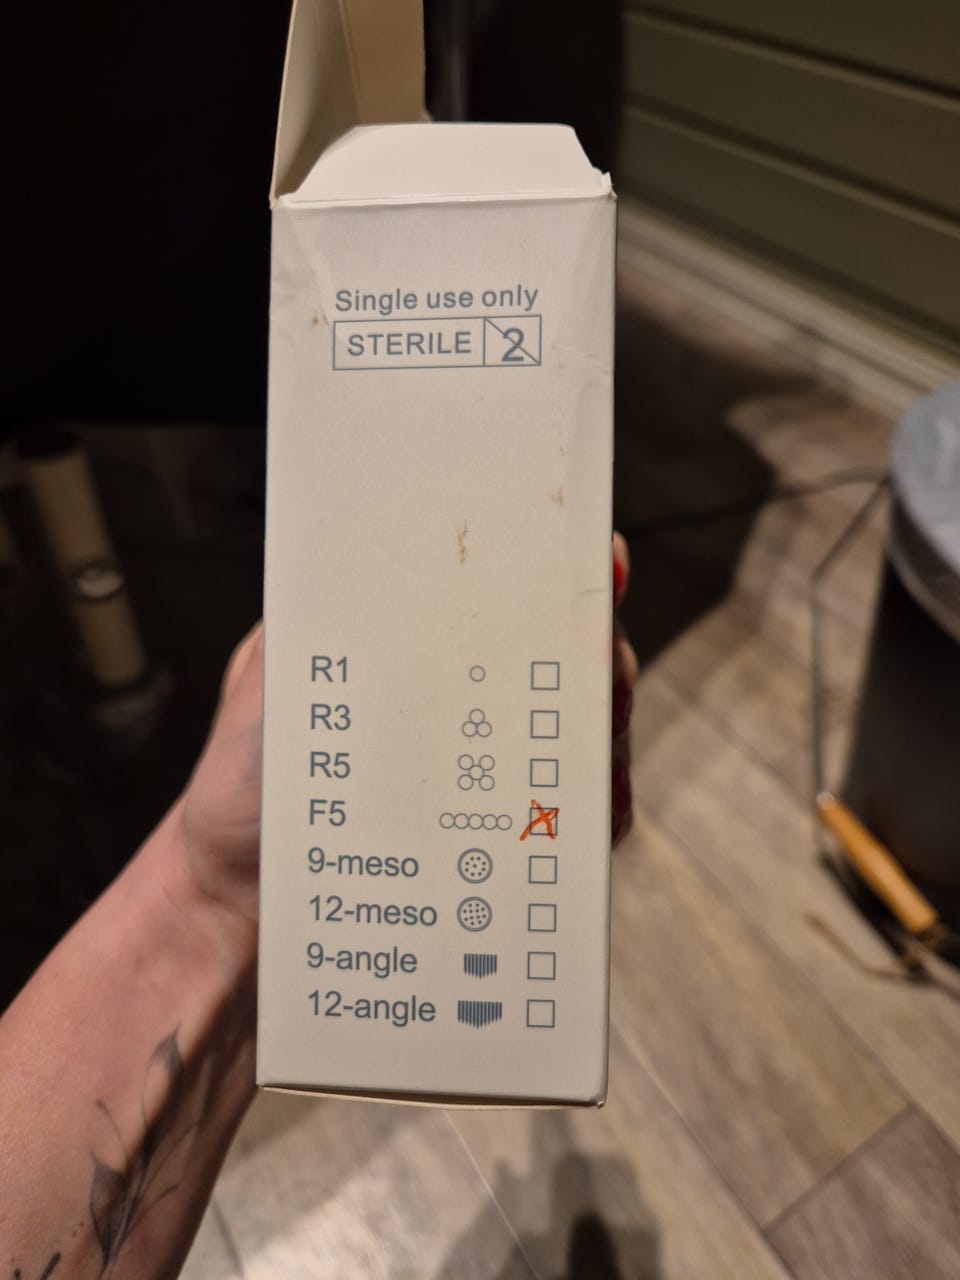 Single use only
STERILE 2
R1
R3
R5
F5
9-meso
12-meso
9-angle
12-angle